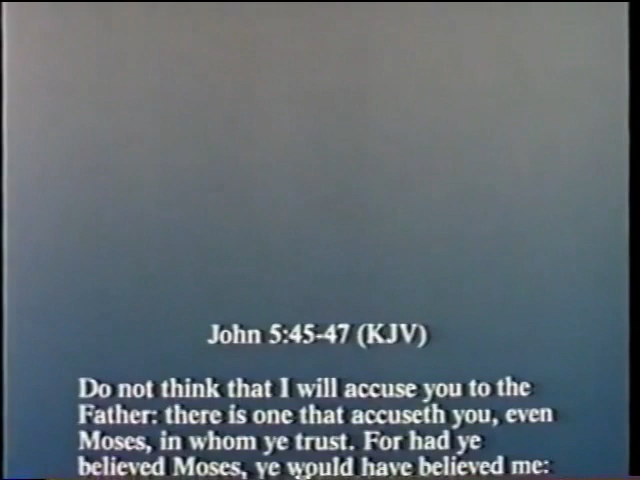 John 5:45-47 (KJV)
Do not think that I will accuse you to the
Father: there is one that accuseth you, even
Moses, in whom ye trust. For had ye
believed Moses, ye would have believed me: